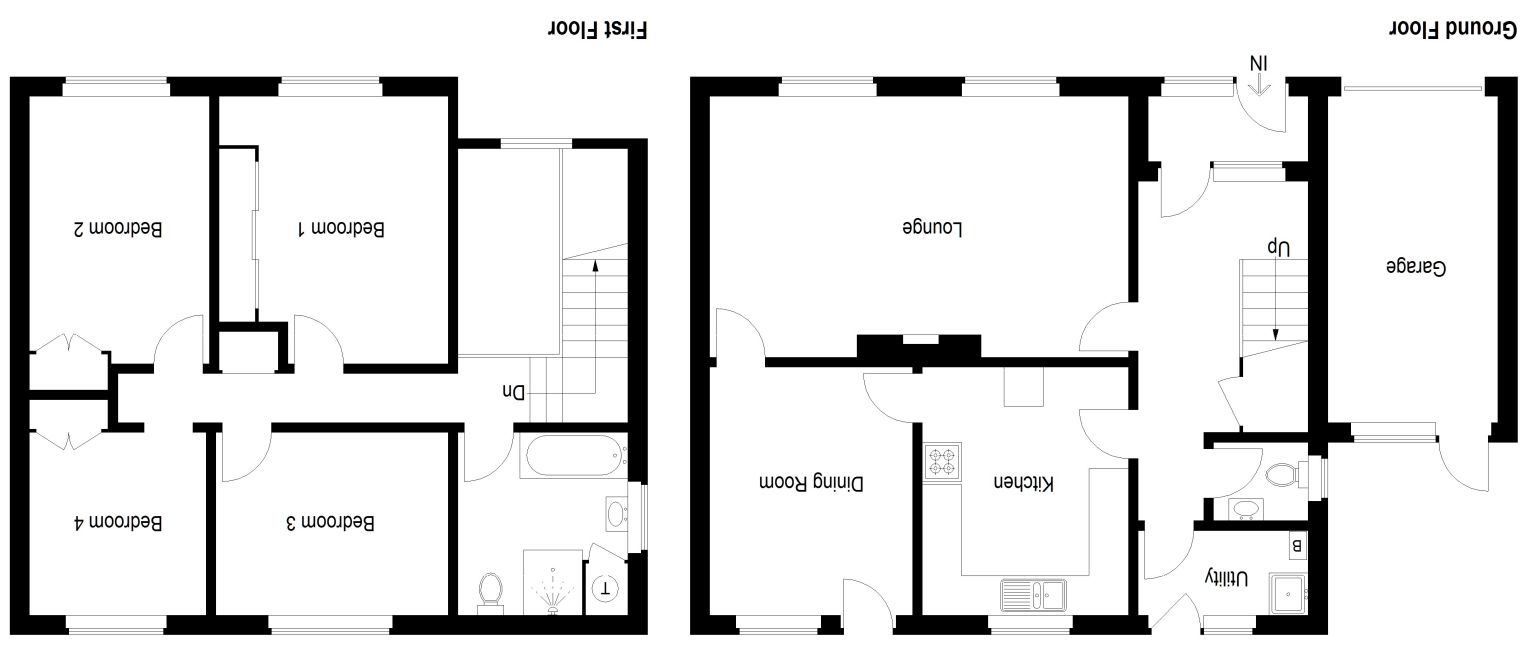 Utility
B
Kitchen
Dining Room
Garage
Up
Lounge
IN
Ground Floor
T
Bedroom 3
Bedroom 4
Dn
Bedroom 1
Bedroom 2
First Floor